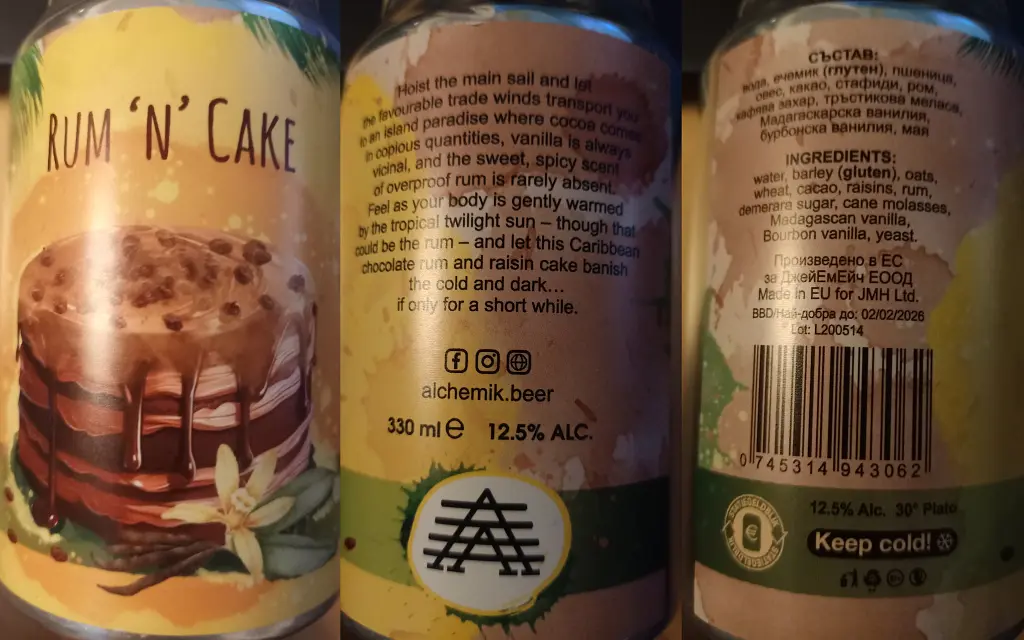 RUM ‘N’ CAKE
Hoist the main sail and let
the favourable trade winds transport you
to an island paradise where cocoa comes
in copious quantities, vanilla is always
vicinal, and the sweet, spicy scent
of overproof rum is rarely absent.
Feel as your body is gently warmed
by the tropical twilight sun – though that
could be the rum – and let this Caribbean
chocolate rum and raisin cake banish
the cold and dark…
if only for a short while.
alchemik.beer
330 ml e 12.5% ALC.
СЪСТАВ:
вода, ечемик (глутен), пшеница,
овес, какао, стафиди, ром,
кафява захар, тръстикова меласа,
Мадагаскарска ванилия,
бурбонска ванилия, мая
INGREDIENTS:
water, barley (gluten), oats,
wheat, cacao, raisins, rum,
demerara sugar, cane molasses,
Madagascan vanilla,
Bourbon vanilla, yeast.
Произведено в ЕС
за ДжейЕмЕйч ЕООД
Made in EU for JMH Ltd.
BBD/Най-добра до: 02/02/2026
Lot: L200514
0 745314 943062
12.5% Alc. 30° Plato
Keep cold!